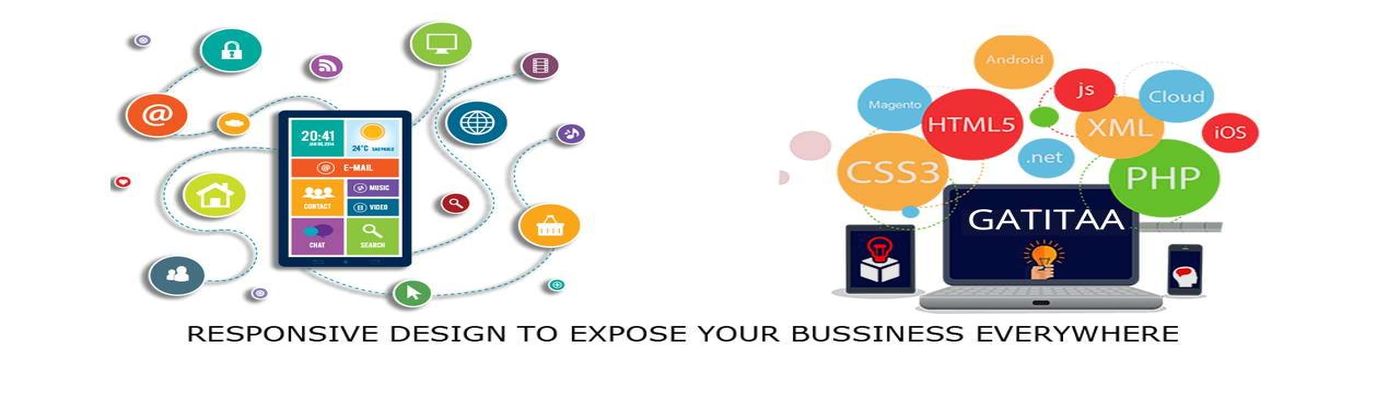 20:41
24°C
@ E-MAIL
CONTACT
MUSIC
VIDEO
CHAT
SEARCH
@
Android
Magento
HTML5
js
Cloud
XML
iOS
CSS3
.net
PHP
GATITAA
RESPONSIVE DESIGN TO EXPOSE YOUR BUSSINESS EVERYWHERE